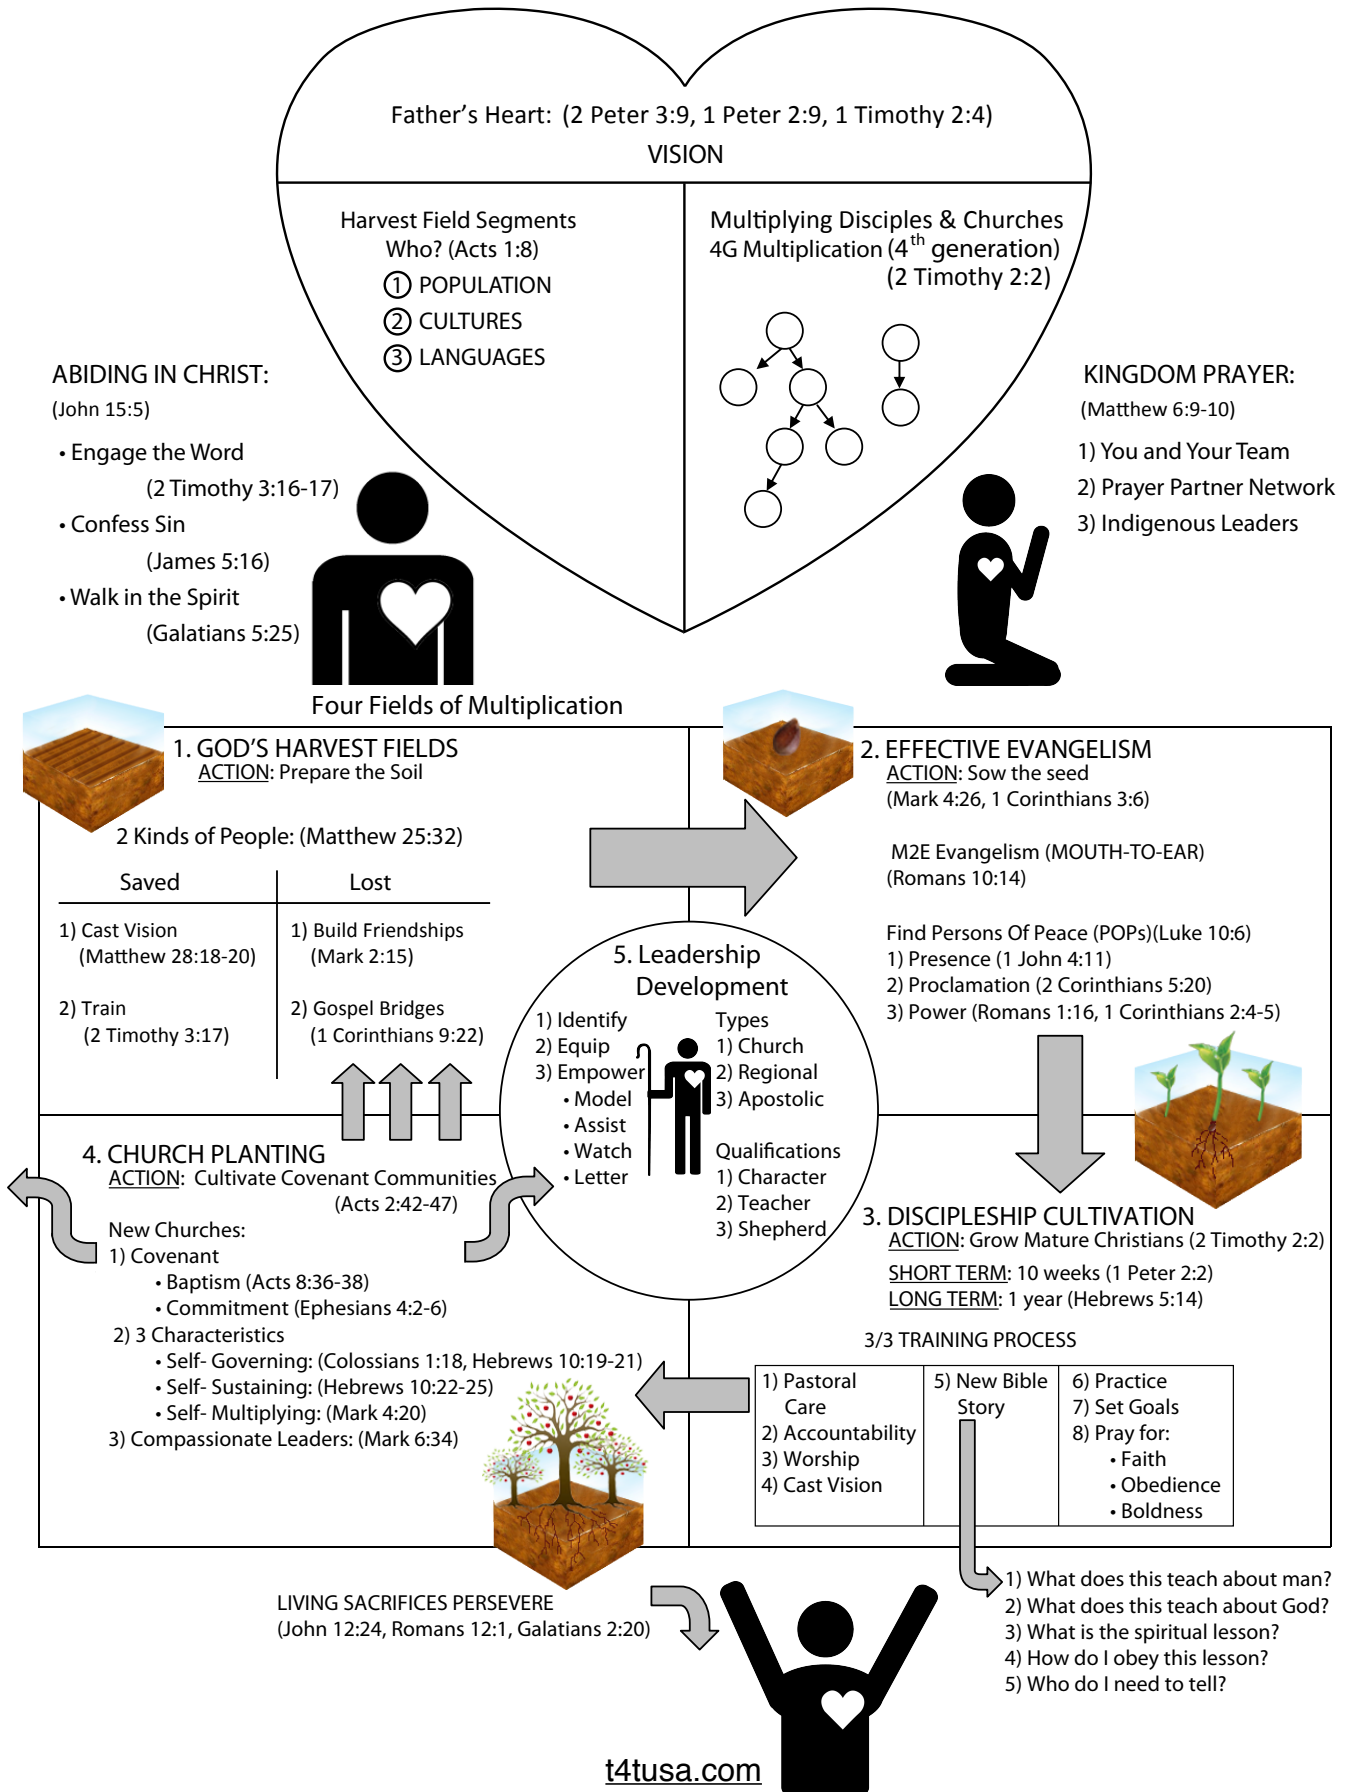 Father’s Heart: (2 Peter 3:9, 1 Peter 2:9, 1 Timothy 2:4)
VISION
Harvest Field Segments
Who? (Acts 1:8)
1 POPULATION
2 CULTURES
3 LANGUAGES
Multiplying Disciples & Churches
4G Multiplication (4th generation)
(2 Timothy 2:2)
ABIDING IN CHRIST:
(John 15:5)
• Engage the Word
(2 Timothy 3:16-17)
• Confess Sin
(James 5:16)
• Walk in the Spirit
(Galatians 5:25)
KINGDOM PRAYER:
(Matthew 6:9-10)
1) You and Your Team
2) Prayer Partner Network
3) Indigenous Leaders
Four Fields of Multiplication
1. GOD’S HARVEST FIELDS
ACTION: Prepare the Soil
2 Kinds of People: (Matthew 25:32)
Saved
1) Cast Vision
(Matthew 28:18-20)
2) Train
(2 Timothy 3:17)
Lost
1) Build Friendships
(Mark 2:15)
2) Gospel Bridges
(1 Corinthians 9:22)
2. EFFECTIVE EVANGELISM
ACTION: Sow the seed
(Mark 4:26, 1 Corinthians 3:6)
M2E Evangelism (MOUTH-TO-EAR)
(Romans 10:14)
Find Persons Of Peace (POPs)(Luke 10:6)
1) Presence (1 John 4:11)
2) Proclamation (2 Corinthians 5:20)
3) Power (Romans 1:16, 1 Corinthians 2:4-5)
5. Leadership
Development
1) Identify
2) Equip
3) Empower
• Model
• Assist
• Watch
• Letter
Types
1) Church
2) Regional
3) Apostolic
Qualifications
1) Character
2) Teacher
3) Shepherd
3. DISCIPLESHIP CULTIVATION
ACTION: Grow Mature Christians (2 Timothy 2:2)
SHORT TERM: 10 weeks (1 Peter 2:2)
LONG TERM: 1 year (Hebrews 5:14)
3/3 TRAINING PROCESS
1) Pastoral
Care
2) Accountability
3) Worship
4) Cast Vision
5) New Bible
Story
6) Practice
7) Set Goals
8) Pray for:
• Faith
• Obedience
• Boldness
4. CHURCH PLANTING
ACTION: Cultivate Covenant Communities
(Acts 2:42-47)
New Churches:
1) Covenant
• Baptism (Acts 8:36-38)
• Commitment (Ephesians 4:2-6)
2) 3 Characteristics
• Self- Governing: (Colossians 1:18, Hebrews 10:19-21)
• Self- Sustaining: (Hebrews 10:22-25)
• Self- Multiplying: (Mark 4:20)
3) Compassionate Leaders: (Mark 6:34)
1) What does this teach about man?
2) What does this teach about God?
3) What is the spiritual lesson?
4) How do I obey this lesson?
5) Who do I need to tell?
LIVING SACRIFICES PERSEVERE
(John 12:24, Romans 12:1, Galatians 2:20)
t4tusa.com